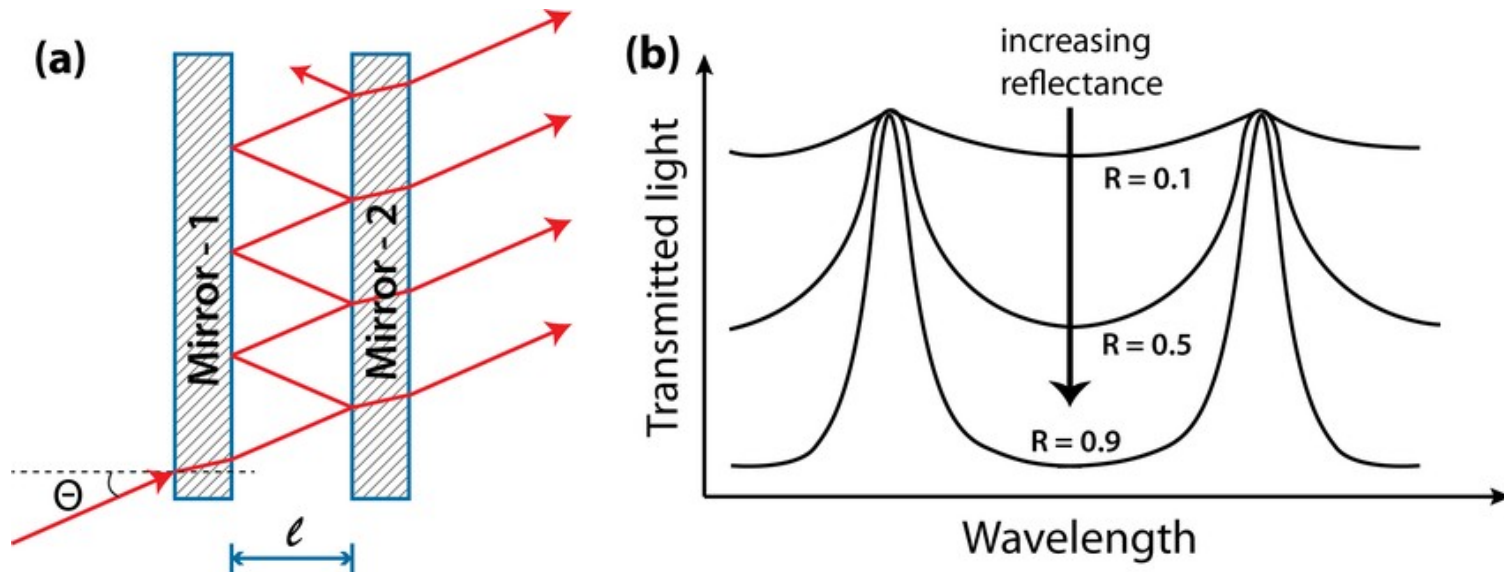 (a)
Mirror - 1
Mirror - 2
Θ
ℓ
(b)
increasing
reflectance
Transmitted light
R = 0.1
R = 0.5
R = 0.9
Wavelength